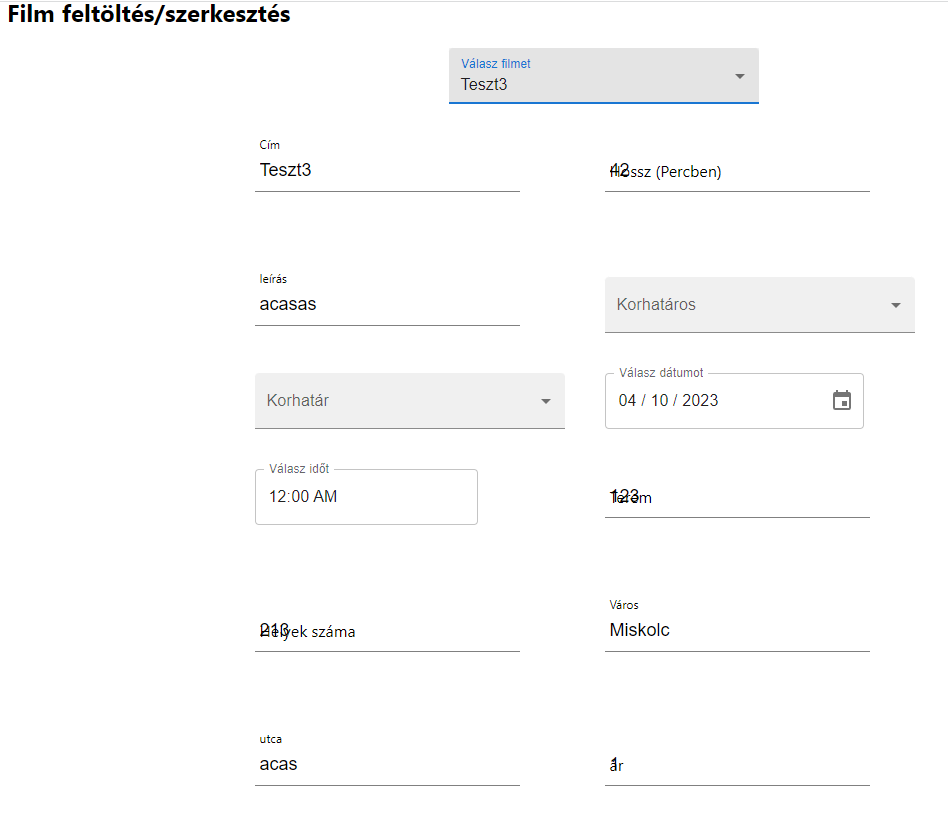 Film feltöltés/szerkesztés
Válasz filmet
Teszt3
Cím
Teszt3
42
Hossz (Percben)
leírás
acasas
Korhatáros
Korhatár
Válasz dátumot
04 / 10 / 2023
Válasz időt
12:00 AM
123
Terem
213
Helyek száma
Város
Miskolc
utca
acas
1
ár